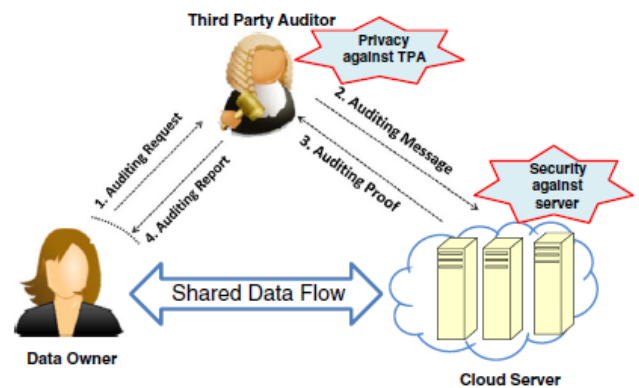 Third Party Auditor
Privacy
against TPA
1. Auditing Request
4. Auditing Report
2. Auditing Message
3. Auditing Proof
Security
against
server
Shared Data Flow
Data Owner
Cloud Server